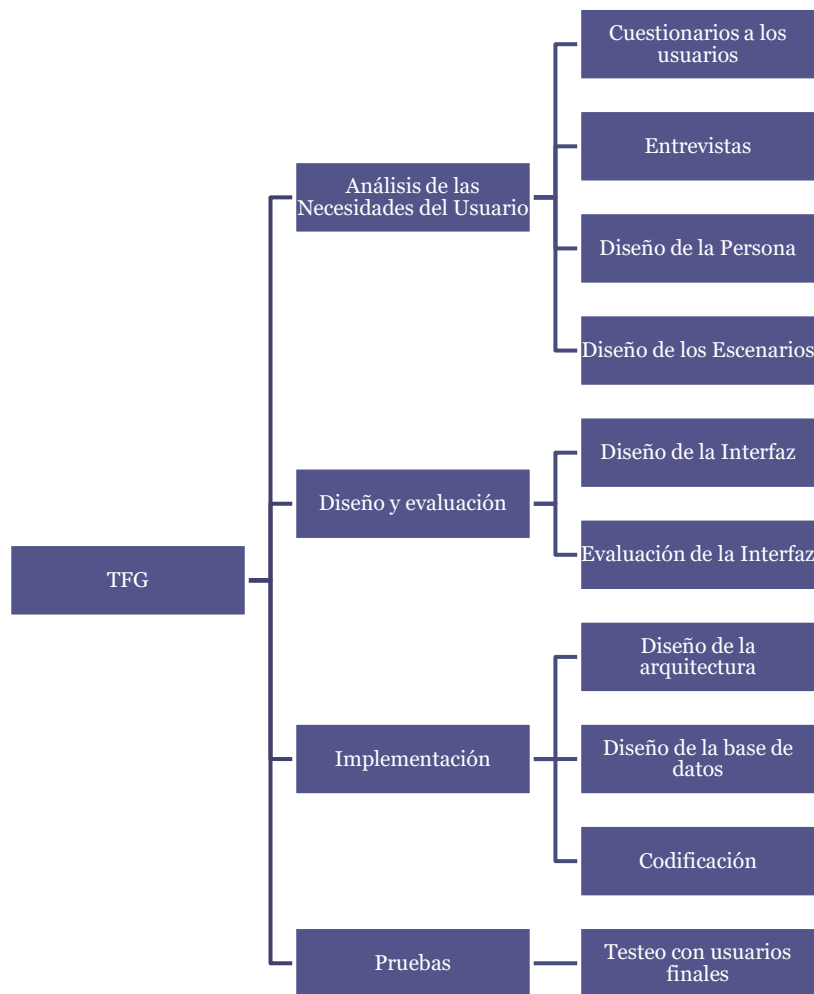 Cuestionarios a los
usuarios
Entrevistas
Análisis de las
Necesidades del Usuario
Diseño de la Persona
Diseño de los Escenarios
Diseño de la Interfaz
Diseño y evaluación
Evaluación de la Interfaz
TFG
Diseño de la
arquitectura
Implementación
Diseño de la base de
datos
Codificación
Pruebas
Testeo con usuarios
finales